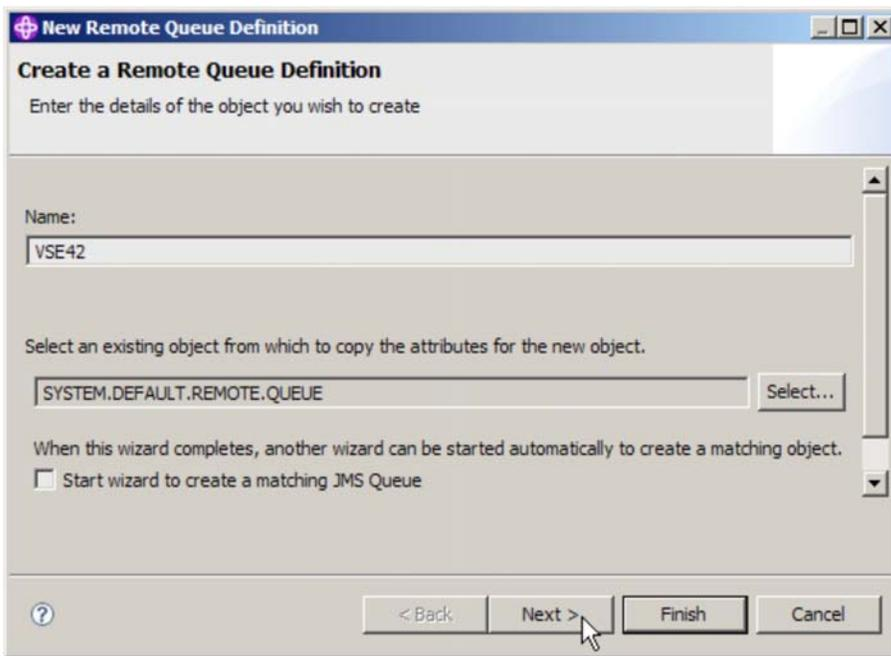 New Remote Queue Definition
Create a Remote Queue Definition
Enter the details of the object you wish to create
Name:
VSE42
Select an existing object from which to copy the attributes for the new object.
SYSTEM.DEFAULT.REMOTE.QUEUE
Select...
When this wizard completes, another wizard can be started automatically to create a matching object.
Start wizard to create a matching JMS Queue
?
< Back
Next >
Finish
Cancel